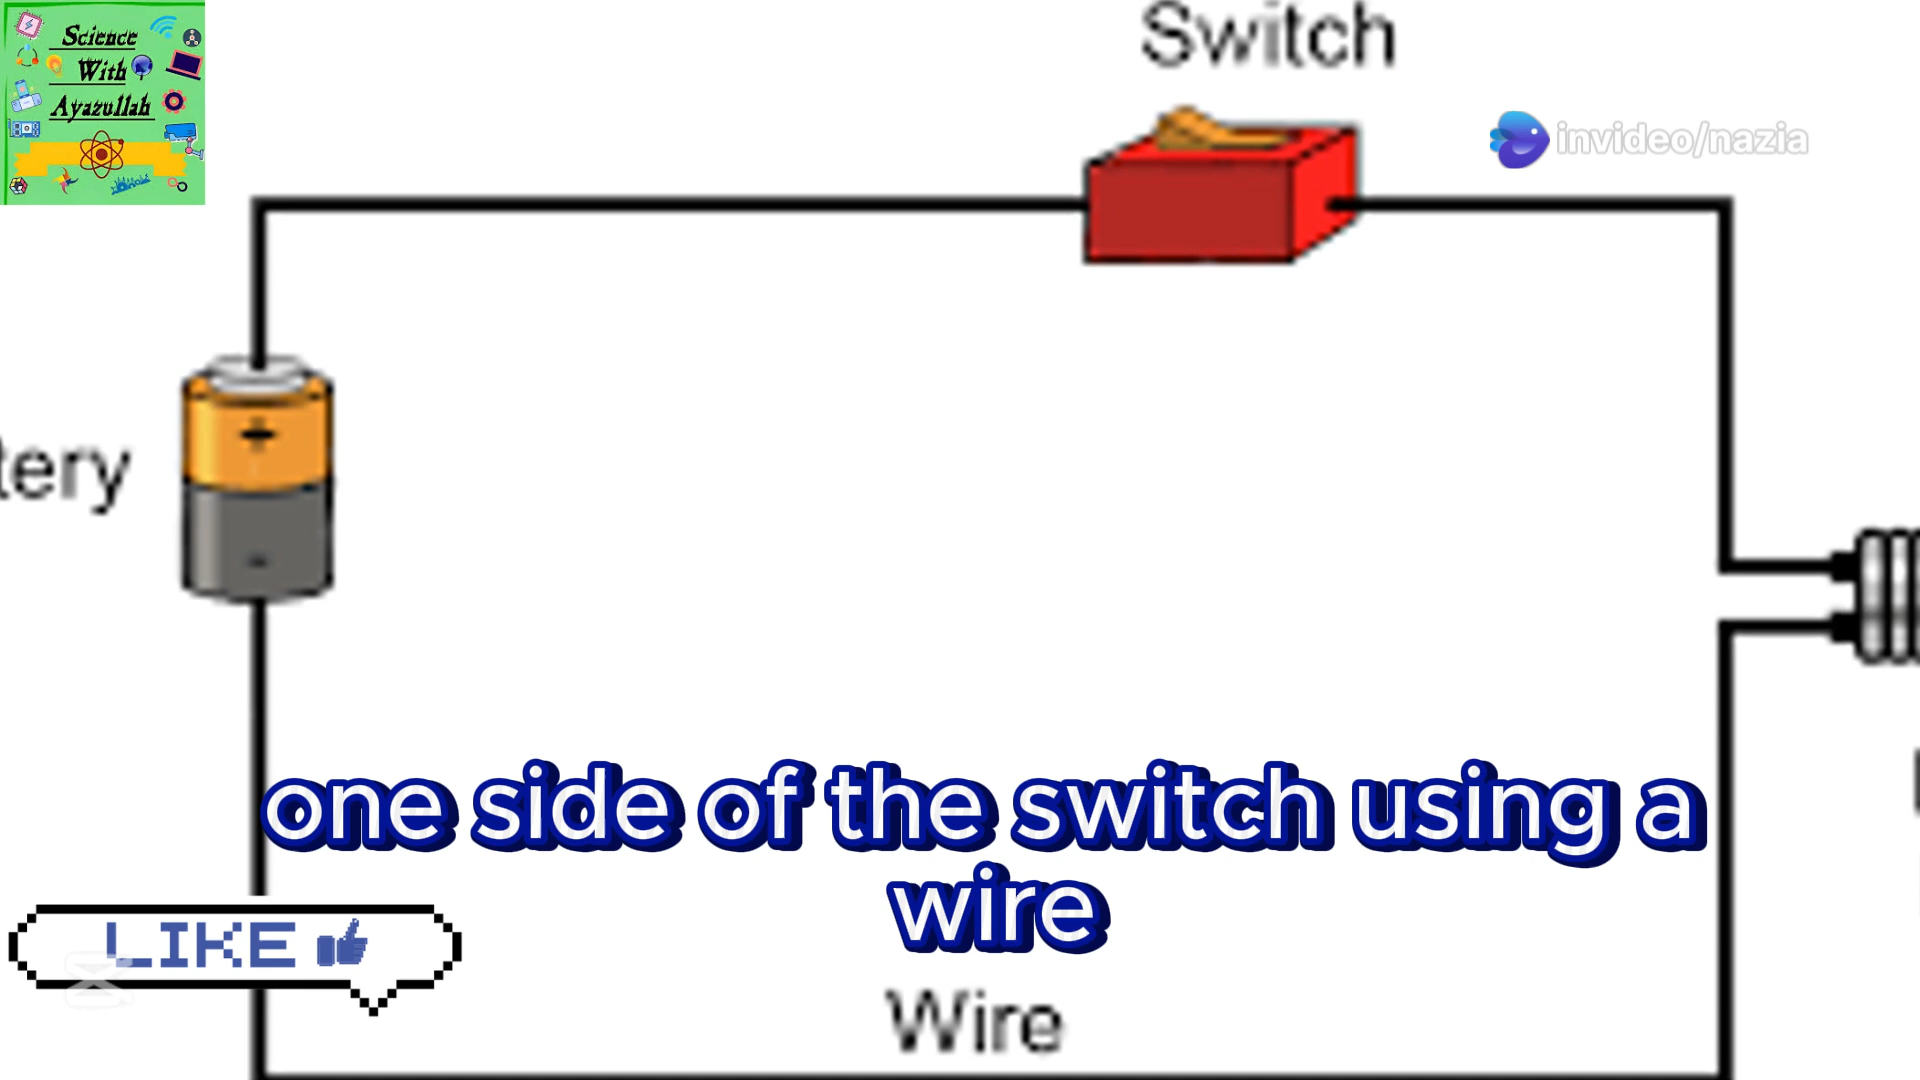 Science
With
Ayazullah
Switch
invideo/nazia
tery
+
-
one side of the switch using a
wire
LIKE
Wire